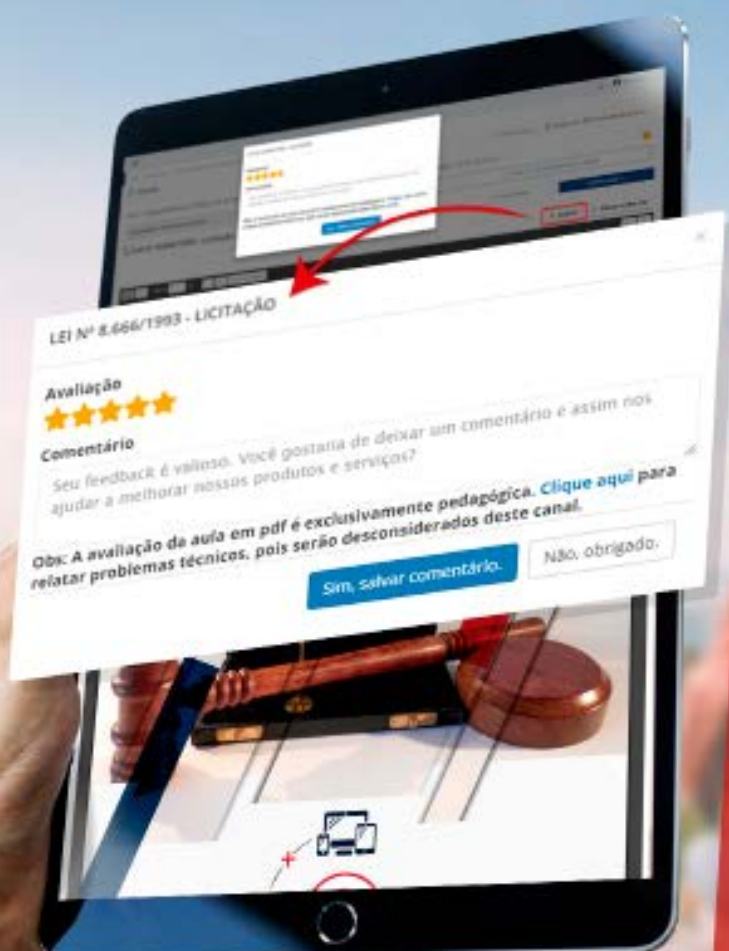 LEI Nº 8.666/1993 - LICITAÇÃO
Avaliação
Comentário
Seu feedback é valioso. Você gostaria de deixar um comentário e assim nos
ajudar a melhorar nossos produtos e serviços?
Obs: A avaliação da aula em pdf é exclusivamente pedagógica. Clique aqui para
relatar problemas técnicos, pois serão desconsiderados deste canal.
Sim, salvar comentário.
Não, obrigado.